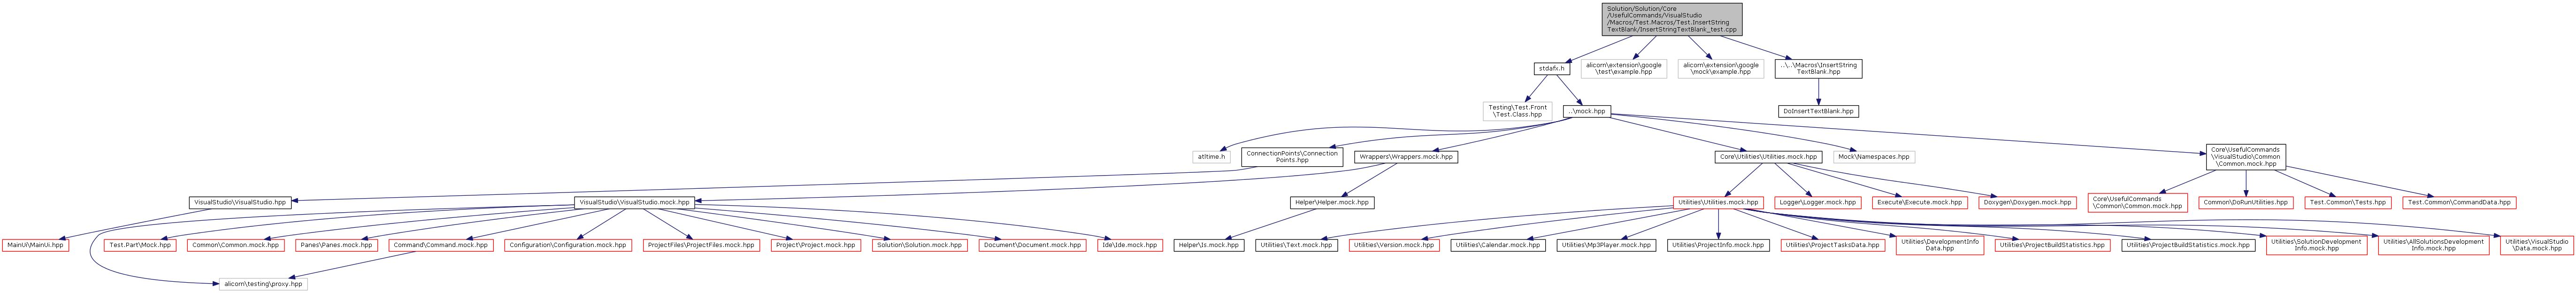 Solution/Solution/Core
/UsefulCommands/VisualStudio
/Macros/Test.Macros/Test.InsertString
TextBlank/InsertStringTextBlank_test.cpp
stdafx.h
alicorn\extension\google
\test\example.hpp
alicorn\extension\google
\mock\example.hpp
..\..\Macros\InsertString
TextBlank.hpp
Testing\Test.Front
\Test.Class.hpp
..\mock.hpp
DoInsertTextBlank.hpp
atltime.h
ConnectionPoints\Connection
Points.hpp
Wrappers\Wrappers.mock.hpp
Core\Utilities\Utilities.mock.hpp
Mock\Namespaces.hpp
Core\UsefulCommands
\VisualStudio\Common
\Common.mock.hpp
VisualStudio\VisualStudio.hpp
VisualStudio\VisualStudio.mock.hpp
Helper\Helper.mock.hpp
Utilities\Utilities.mock.hpp
Logger\Logger.mock.hpp
Execute\Execute.mock.hpp
Doxygen\Doxygen.mock.hpp
Core\UsefulCommands
\Common\Common.mock.hpp
Common\DoRunUtilities.hpp
Test.Common\Tests.hpp
Test.Common\CommandData.hpp
MainUi\MainUi.hpp
Test.Part\Mock.hpp
Common\Common.mock.hpp
Panes\Panes.mock.hpp
Command\Command.mock.hpp
Configuration\Configuration.mock.hpp
ProjectFiles\ProjectFiles.mock.hpp
Project\Project.mock.hpp
Solution\Solution.mock.hpp
Document\Document.mock.hpp
Ide\Ide.mock.hpp
Helper\Is.mock.hpp
Utilities\Text.mock.hpp
Utilities\Version.mock.hpp
Utilities\Calendar.mock.hpp
Utilities\Mp3Player.mock.hpp
Utilities\ProjectInfo.mock.hpp
Utilities\ProjectTasksData.hpp
Utilities\DevelopmentInfo
Data.hpp
Utilities\ProjectBuildStatistics.hpp
Utilities\ProjectBuildStatistics.mock.hpp
Utilities\SolutionDevelopment
Info.mock.hpp
Utilities\AllSolutionsDevelopment
Info.mock.hpp
Utilities\VisualStudio
\Data.mock.hpp
alicorn\testing\proxy.hpp